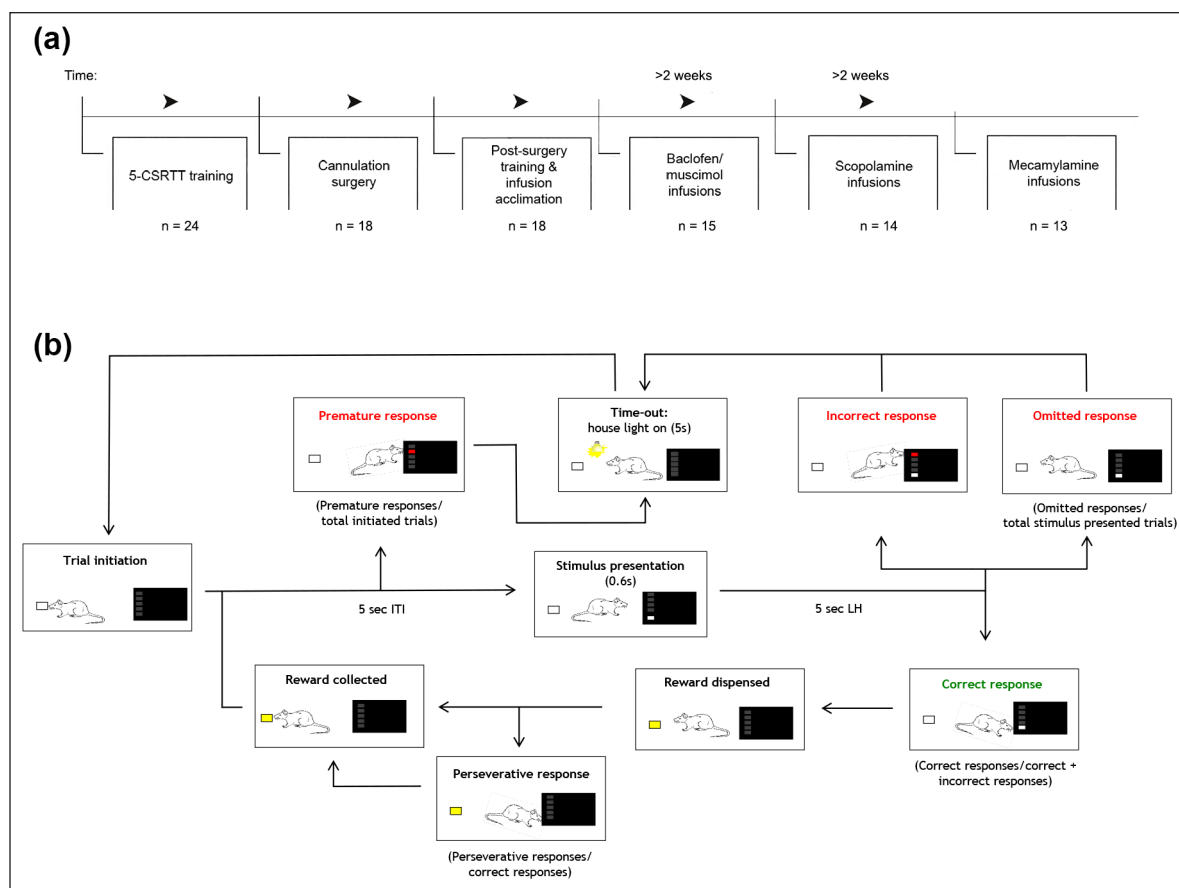 (a)
Time:
>2 weeks
>2 weeks
5-CSRTT training
n = 24
Cannulation
surgery
n = 18
Post-surgery
training &
infusion
acclimation
n = 18
Baclofen/
muscimol
infusions
n = 15
Scopolamine
infusions
n = 14
Mecamylamine
infusions
n = 13
(b)
Premature response
(Premature responses/
total initiated trials)
Time-out:
house light on (5s)
Incorrect response
Omitted response
(Omitted responses/
total stimulus presented trials)
Trial initiation
5 sec ITI
Stimulus presentation
(0.6s)
5 sec LH
Reward collected
Reward dispensed
Correct response
(Correct responses/correct +
incorrect responses)
Perseverative response
(Perseverative responses/
correct responses)